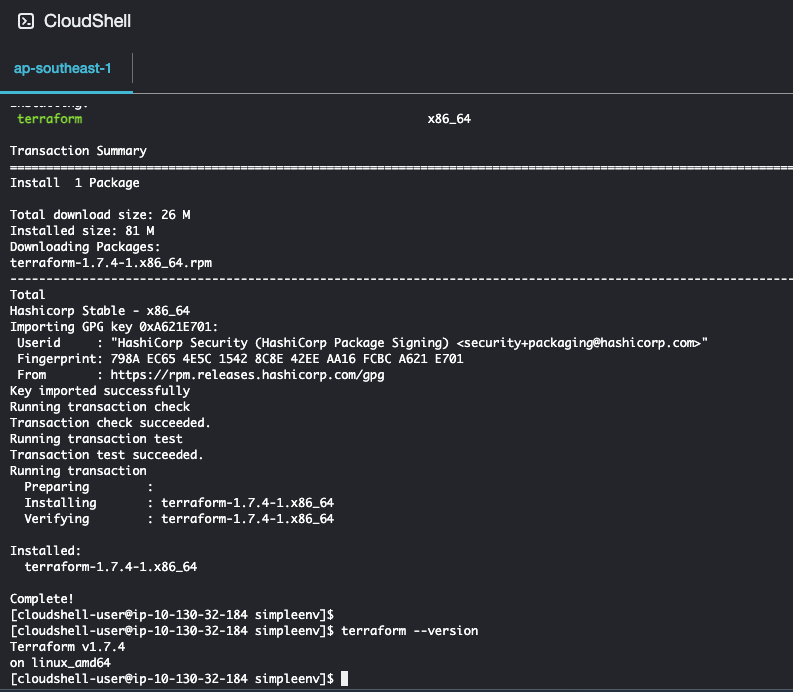 CloudShell
ap-southeast-1
Installing:
terraform x86_64
Transaction Summary
Install 1 Package
Total download size: 26 M
Installed size: 81 M
Downloading Packages:
terraform-1.7.4-1.x86_64.rpm
Total
Hashicorp Stable - x86_64
Importing GPG key 0xA621E701:
Userid : "HashiCorp Security (HashiCorp Package Signing) <security+packaging@hashicorp.com>"
Fingerprint: 798A EC65 4E5C 1542 8C8E 42EE AA16 FCBC A621 E701
From : https://rpm.releases.hashicorp.com/gpg
Key imported successfully
Running transaction check
Transaction check succeeded.
Running transaction test
Transaction test succeeded.
Running transaction
Preparing :
Installing : terraform-1.7.4-1.x86_64
Verifying : terraform-1.7.4-1.x86_64
Installed:
terraform-1.7.4-1.x86_64
Complete!
[cloudshell-user@ip-10-130-32-184 simpleenv]$
[cloudshell-user@ip-10-130-32-184 simpleenv]$ terraform --version
Terraform v1.7.4
on linux_amd64
[cloudshell-user@ip-10-130-32-184 simpleenv]$